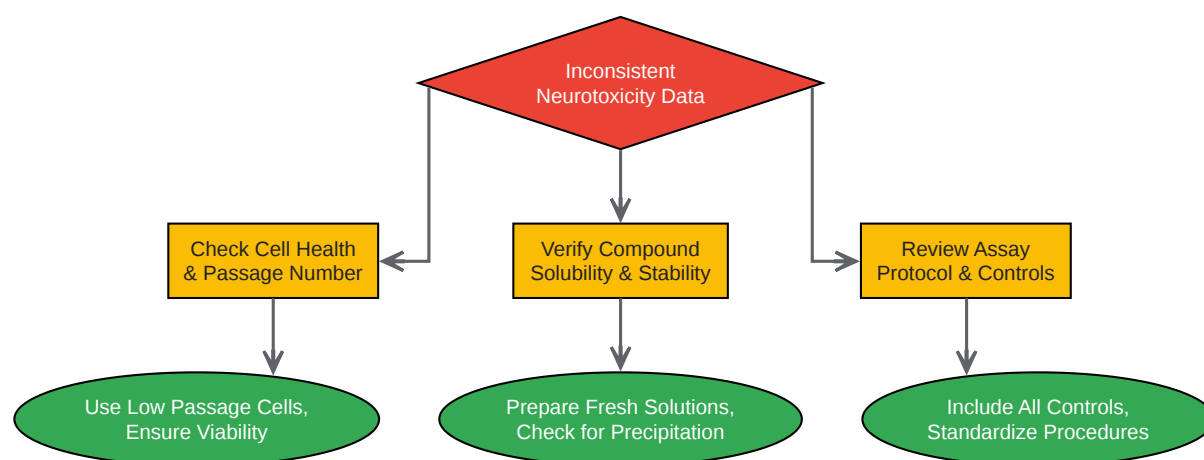 Inconsistent
Neurotoxicity Data
Check Cell Health
& Passage Number
Verify Compound
Solubility & Stability
Review Assay
Protocol & Controls
Use Low Passage Cells,
Ensure Viability
Prepare Fresh Solutions,
Check for Precipitation
Include All Controls,
Standardize Procedures